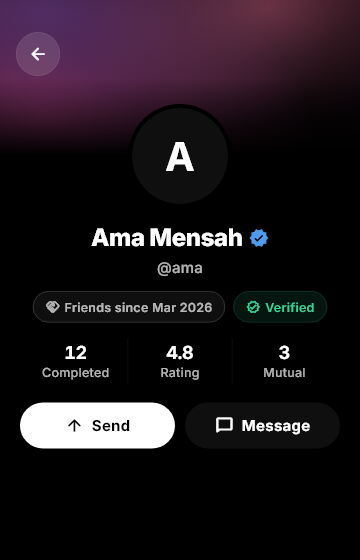 A
Ama Mensah
@ama
Friends since Mar 2026
Verified
12
Completed
4.8
Rating
3
Mutual
Send
Message